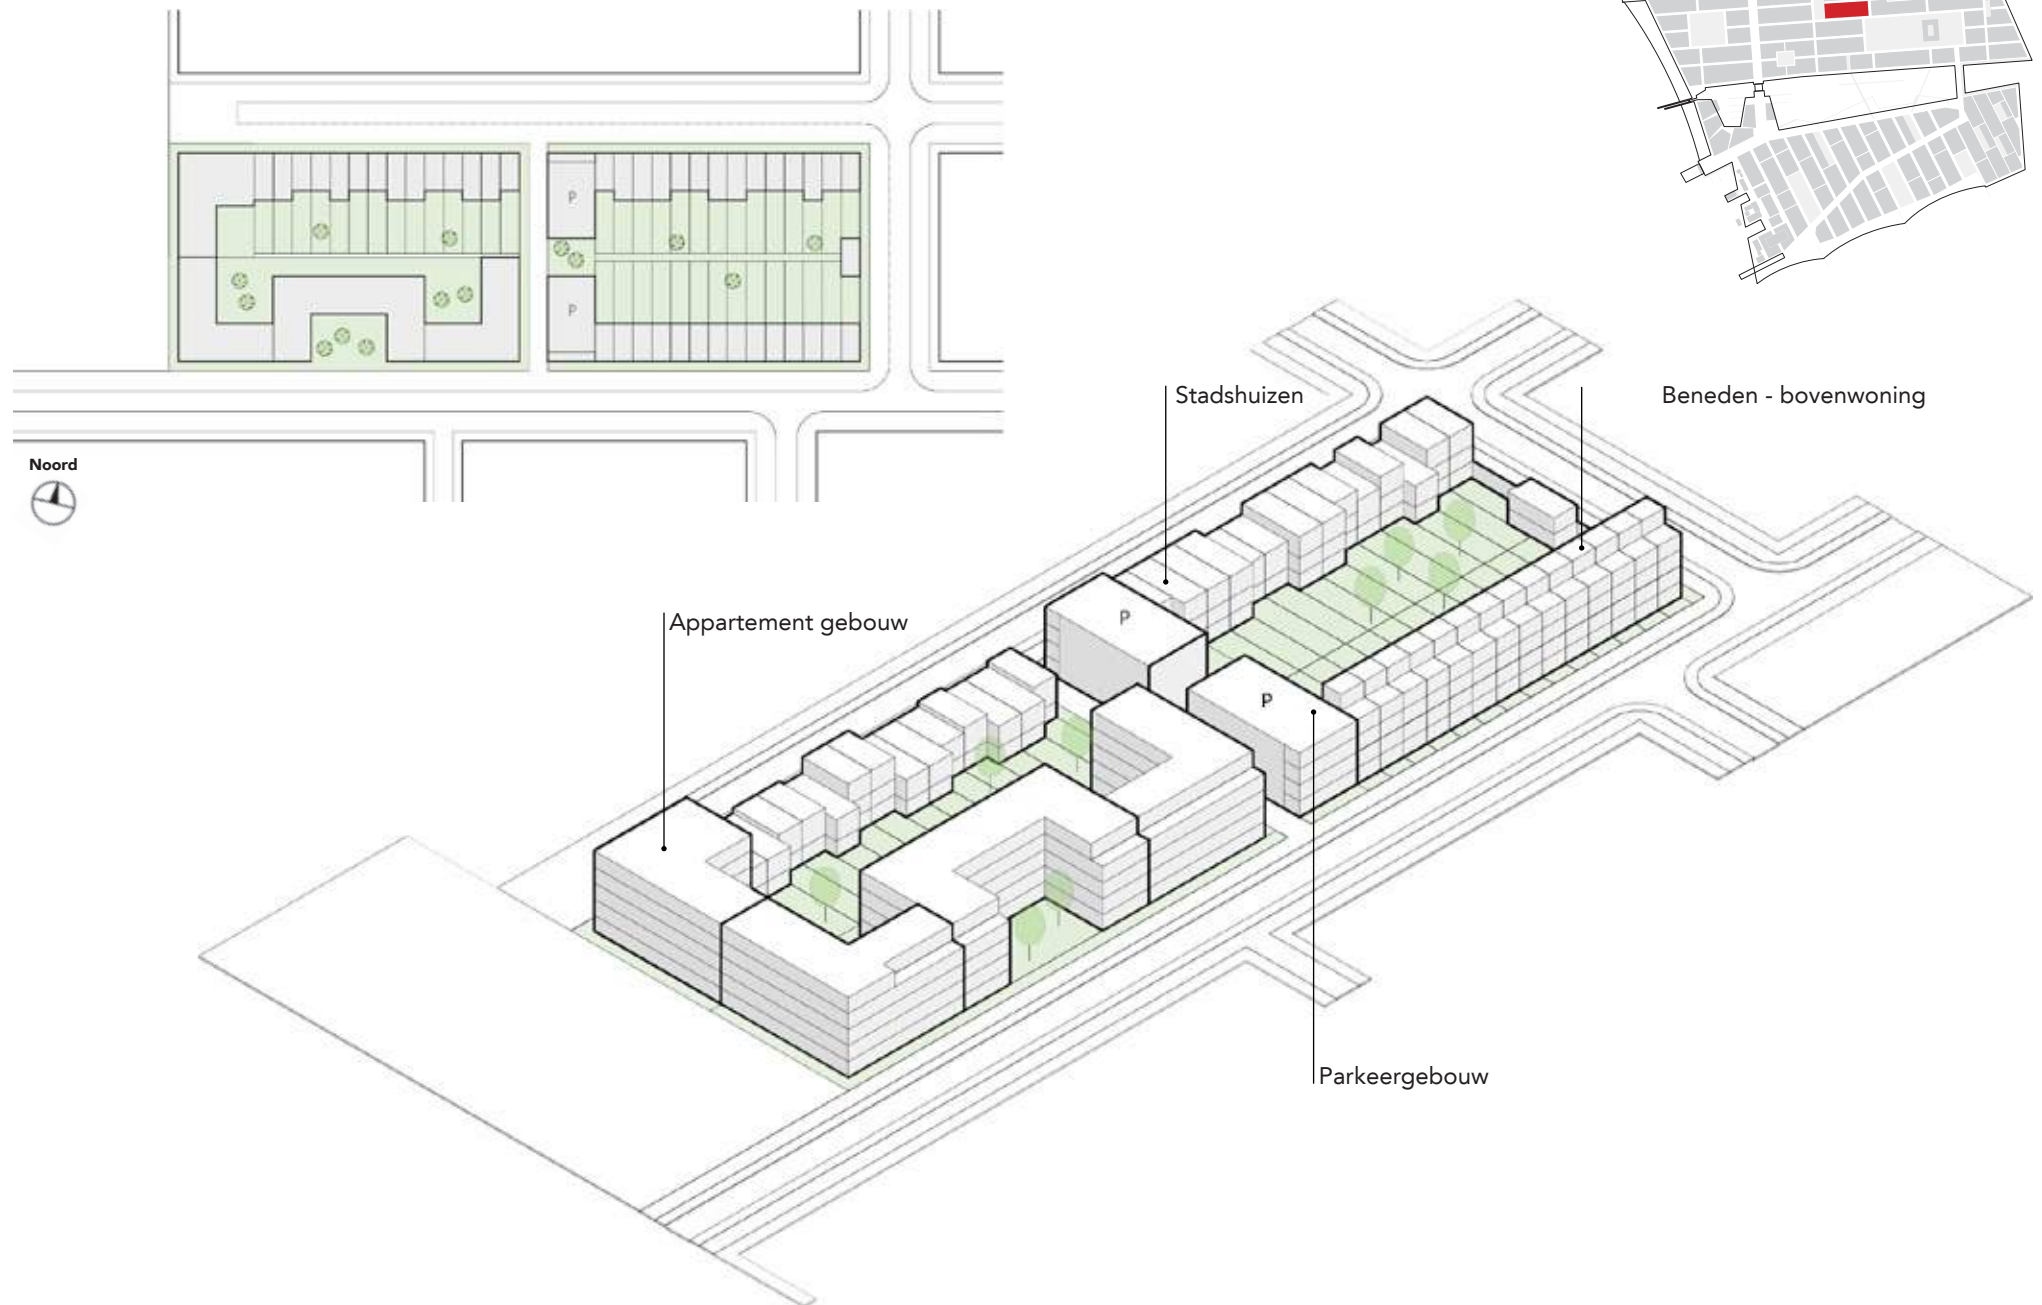 P
P
Noord
Stadshuizen
Beneden - bovenwoning
Appartement gebouw
P
P
Parkeergebouw